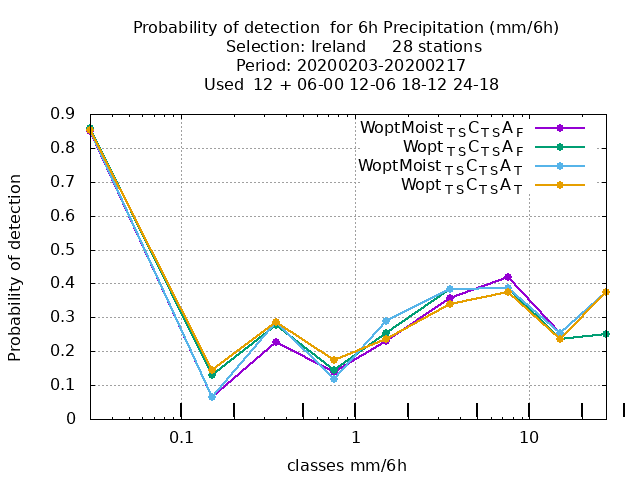 Probability of detection for 6h Precipitation (mm/6h)
Selection: Ireland 28 stations
Period: 20200203-20200217
Used 12 + 06-00 12-06 18-12 24-18
WoptMoist TS C TS A F
Wopt TS C TS A F
WoptMoist TS C TS A T
Wopt TS C TS A T
Probability of detection
0.9
0.8
0.7
0.6
0.5
0.4
0.3
0.2
0.1
0
0.1 1 10
classes mm/6h